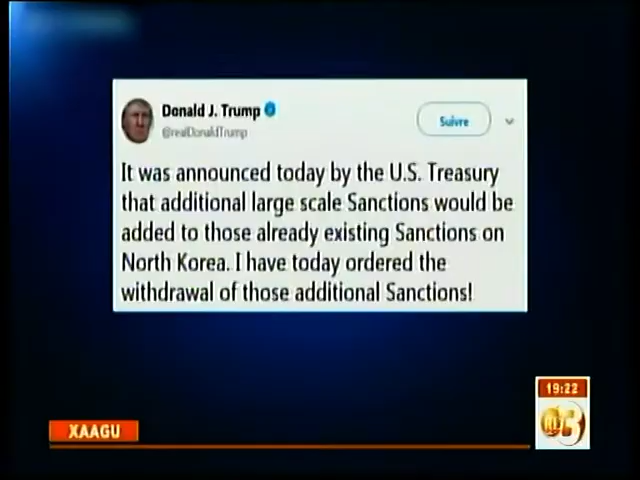 Donald J. Trump
@realDonaldTrump
Suivre
It was announced today by the U.S. Treasury
that additional large scale Sanctions would be
added to those already existing Sanctions on
North Korea. I have today ordered the
withdrawal of those additional Sanctions!
19:22
XAAGU